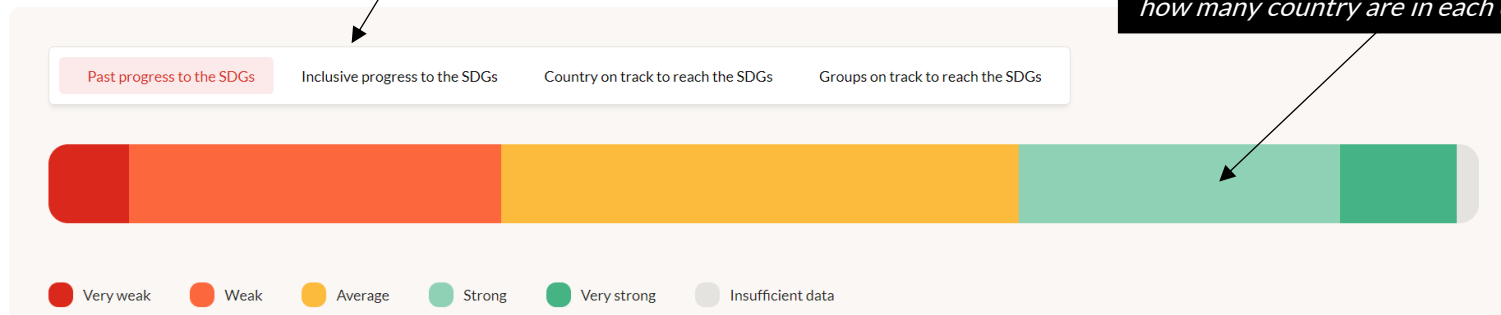 how many country are in each
Past progress to the SDGs Inclusive progress to the SDGs Country on track to reach the SDGs Groups on track to reach the SDGs
Very weak Weak Average Strong Very strong Insufficient data